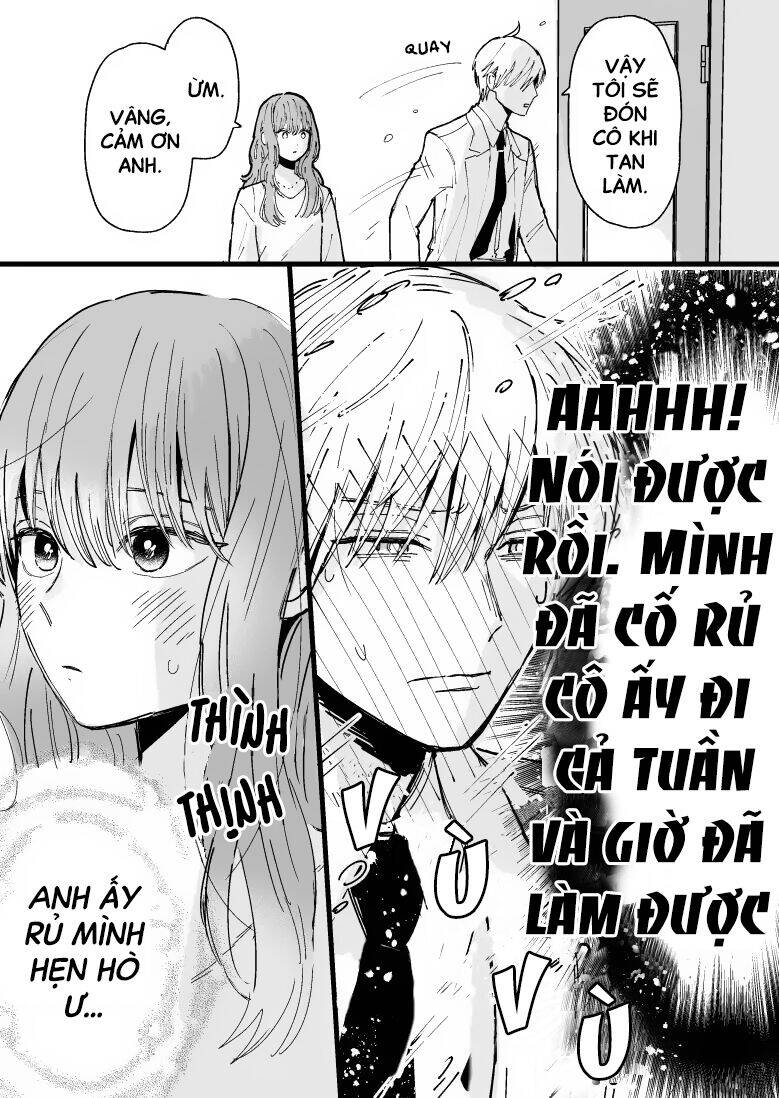 VẬY
TÔI SẼ
ĐÓN
CÔ KHI
TAN
LÀM.
QUAY
ỪM.
VÂNG,
CẢM ƠN
ANH.
AAHHH!
NÓI ĐƯỢC
RỒI. MÌNH
ĐÃ CỐ RỦ
CÔ ẤY ĐI
CẢ TUẦN
VÀ GIỜ ĐÃ
LÀM ĐƯỢC
VÙ
VÙ
THÌNH
THỊNH
ANH ẤY
RỦ MÌNH
HẸN HÒ
Ư...